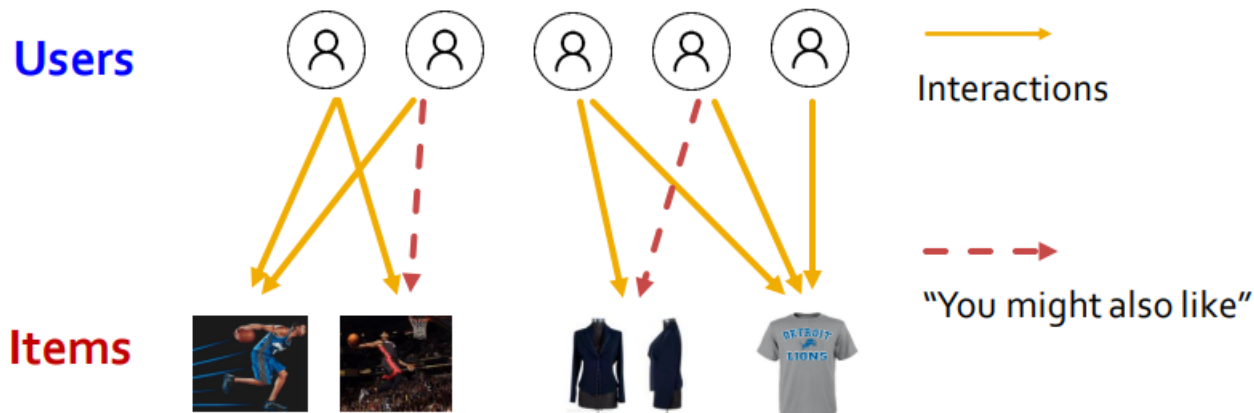 Users
Interactions
Items
DETROIT
LIONS
“You might also like”